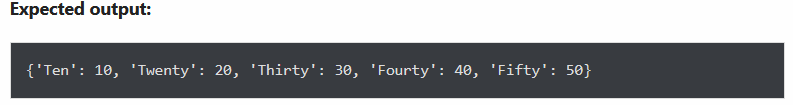 Expected output:
{'Ten': 10, 'Twenty': 20, 'Thirty': 30, 'Fourty': 40, 'Fifty': 50}